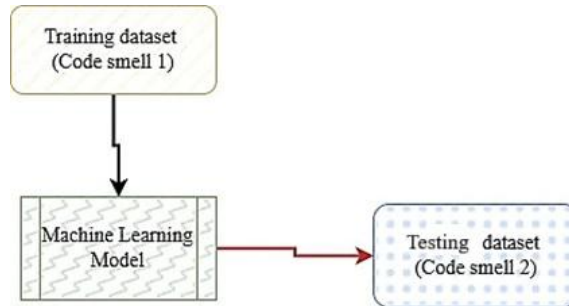 Training dataset
(Code smell 1)
Machine Learning
Model
Testing dataset
(Code smell 2)